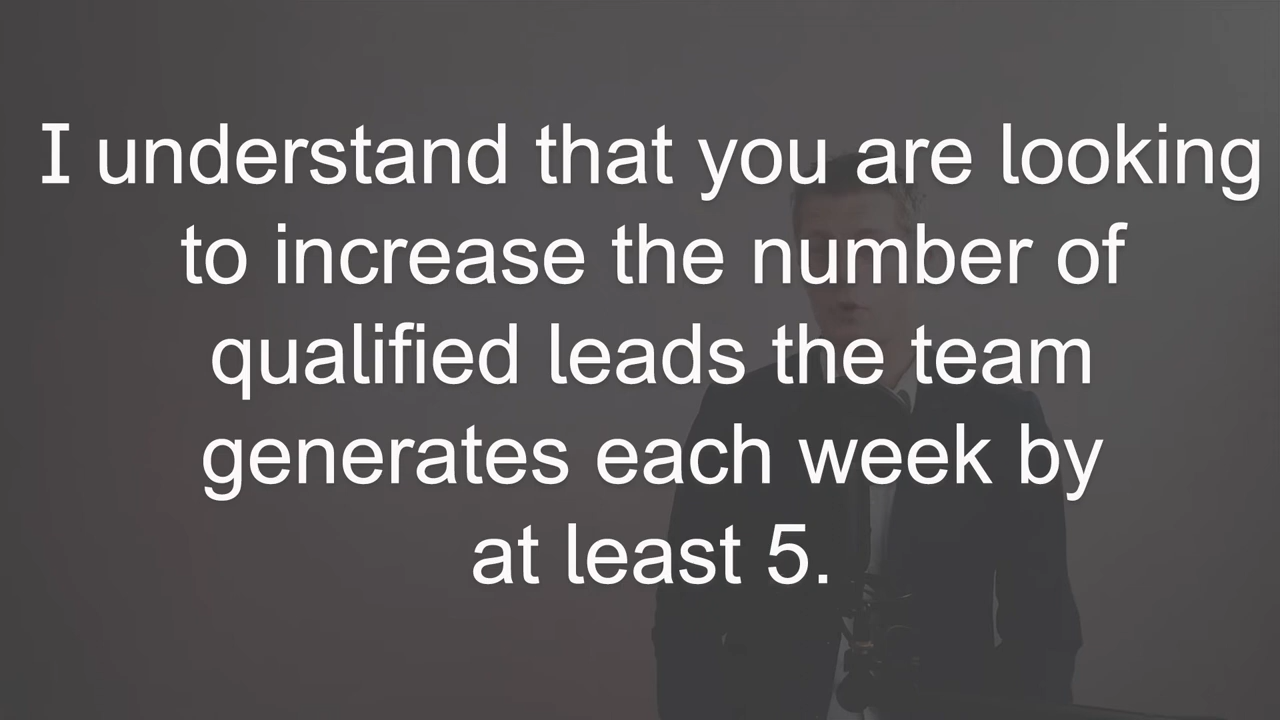 I understand that you are looking
to increase the number of
qualified leads the team
generates each week by
at least 5.